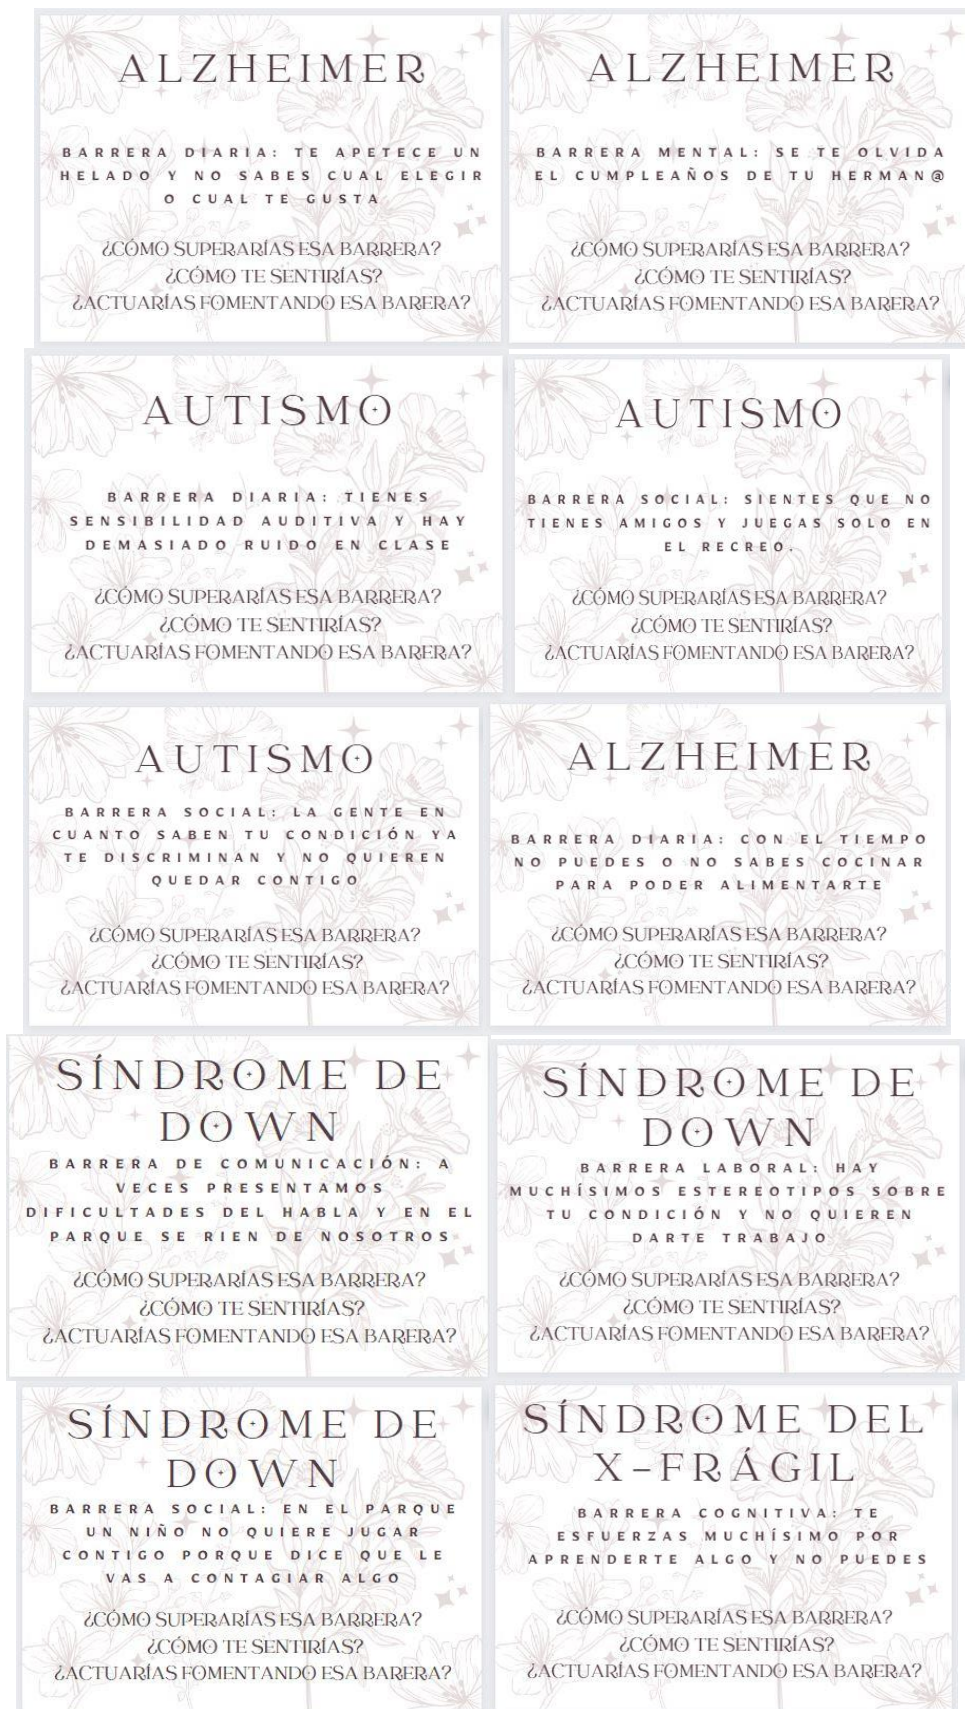 ALZHEIMER
BARRERA DIARIA: TE APETECE UN
HELADO Y NO SABES CUAL ELEGIR
O CUAL TE GUSTA
¿CÓMO SUPERARÍAS ESA BARRERA?
¿CÓMO TE SENTIRÍAS?
¿ACTUARÍAS FOMENTANDO ESA BARERA?
ALZHEIMER
BARRERA MENTAL: SE TE OLVIDA
EL CUMPLEAÑOS DE TU HERMAN@
¿CÓMO SUPERARÍAS ESA BARRERA?
¿CÓMO TE SENTIRÍAS?
¿ACTUARÍAS FOMENTANDO ESA BARERA?
AUTISMO
BARRERA DIARIA: TIENES
SENSIBILIDAD AUDITIVA Y HAY
DEMASIADO RUIDO EN CLASE
¿CÓMO SUPERARÍAS ESA BARRERA?
¿CÓMO TE SENTIRÍAS?
¿ACTUARÍAS FOMENTANDO ESA BARERA?
AUTISMO
BARRERA SOCIAL: SIENTES QUE NO
TIENES AMIGOS Y JUEGAS SOLO EN
EL RECREO.
¿CÓMO SUPERARÍAS ESA BARRERA?
¿CÓMO TE SENTIRÍAS?
¿ACTUARÍAS FOMENTANDO ESA BARERA?
AUTISMO
BARRERA SOCIAL: LA GENTE EN
CUANTO SABEN TU CONDICIÓN YA
TE DISCRIMINAN Y NO QUIEREN
QUEDAR CONTIGO
¿CÓMO SUPERARÍAS ESA BARRERA?
¿CÓMO TE SENTIRÍAS?
¿ACTUARÍAS FOMENTANDO ESA BARERA?
ALZHEIMER
BARRERA DIARIA: CON EL TIEMPO
NO PUEDES O NO SABES COCINAR
PARA PODER ALIMENTARTE
¿CÓMO SUPERARÍAS ESA BARRERA?
¿CÓMO TE SENTIRÍAS?
¿ACTUARÍAS FOMENTANDO ESA BARERA?
SÍNDROME DE
DOWN
BARRERA DE COMUNICACIÓN: A
VECES PRESENTAMOS
DIFICULTADES DEL HABLA Y EN EL
PARQUE SE RIEN DE NOSOTROS
¿CÓMO SUPERARÍAS ESA BARRERA?
¿CÓMO TE SENTIRÍAS?
¿ACTUARÍAS FOMENTANDO ESA BARERA?
SÍNDROME DE
DOWN
BARRERA LABORAL: HAY
MUCHÍSIMOS ESTEREOTIPOS SOBRE
TU CONDICIÓN Y NO QUIEREN
DARTE TRABAJO
¿CÓMO SUPERARÍAS ESA BARRERA?
¿CÓMO TE SENTIRÍAS?
¿ACTUARÍAS FOMENTANDO ESA BARERA?
SÍNDROME DE
DOWN
BARRERA SOCIAL: EN EL PARQUE
UN NIÑO NO QUIERE JUGAR
CONTIGO PORQUE DICE QUE LE
VAS A CONTAGIAR ALGO
¿CÓMO SUPERARÍAS ESA BARRERA?
¿CÓMO TE SENTIRÍAS?
¿ACTUARÍAS FOMENTANDO ESA BARERA?
SÍNDROME DEL
X-FRÁGIL
BARRERA COGNITIVA: TE
ESFUERZAS MUCHÍSIMO POR
APRENDERTE ALGO Y NO PUEDES
¿CÓMO SUPERARÍAS ESA BARRERA?
¿CÓMO TE SENTIRÍAS?
¿ACTUARÍAS FOMENTANDO ESA BARERA?